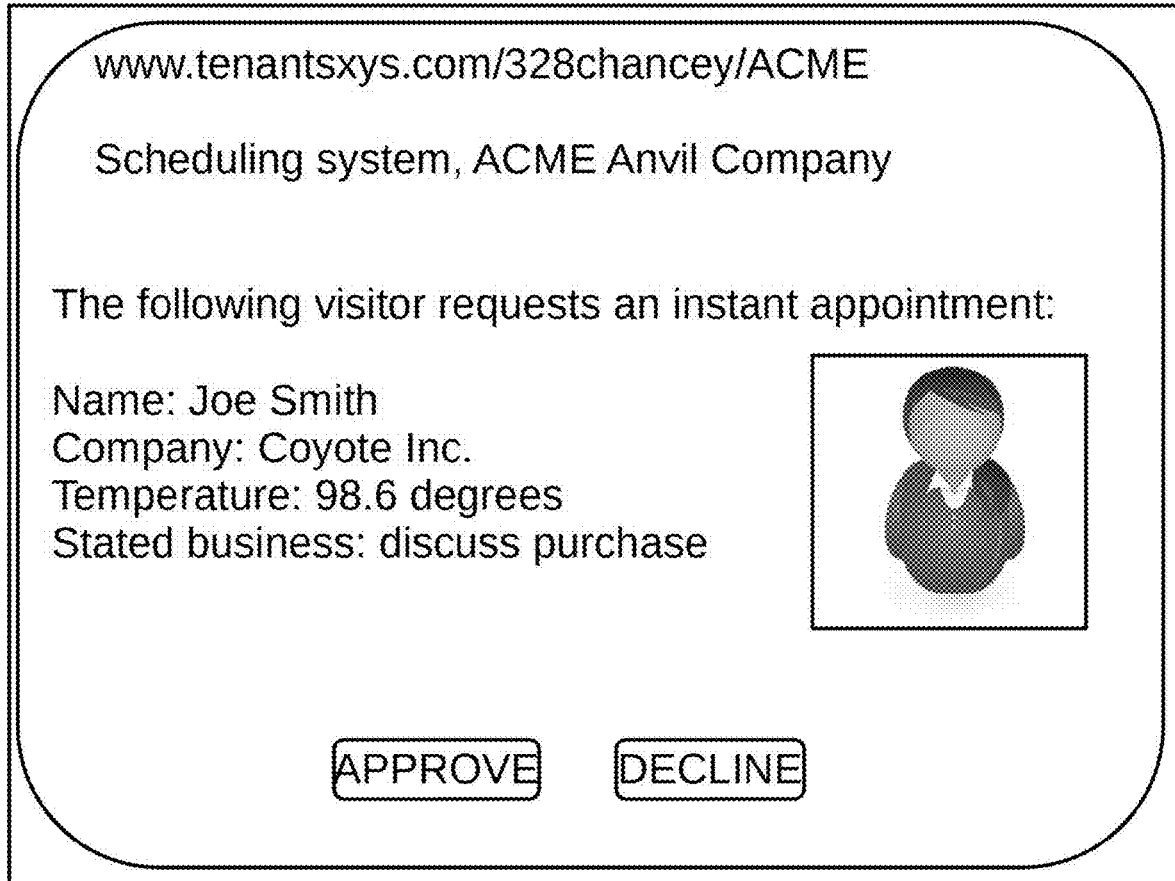 www.tenantsxys.com/328chancey/ACME
Scheduling system, ACME Anvil Company
The following visitor requests an instant appointment:
Name: Joe Smith
Company: Coyote Inc.
Temperature: 98.6 degrees
Stated business: discuss purchase
APPROVE DECLINE